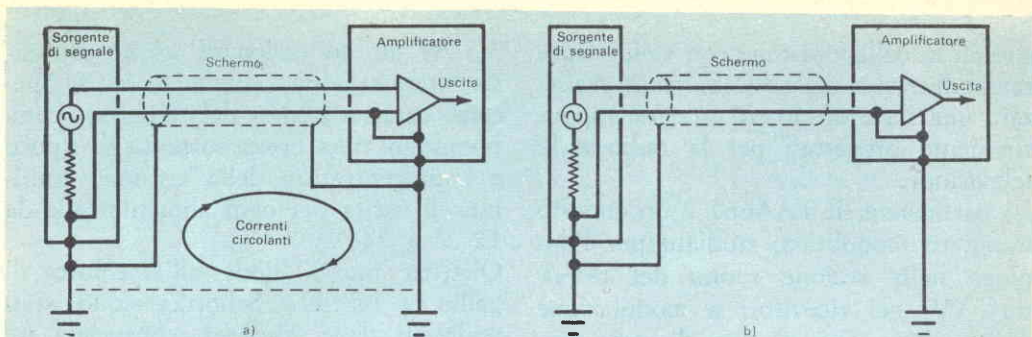 Sorgente
di segnale
Schermo
Amplificatore
Uscita
Correnti
circolanti
a)
Sorgente
di segnale
Schermo
Amplificatore
Uscita
b)